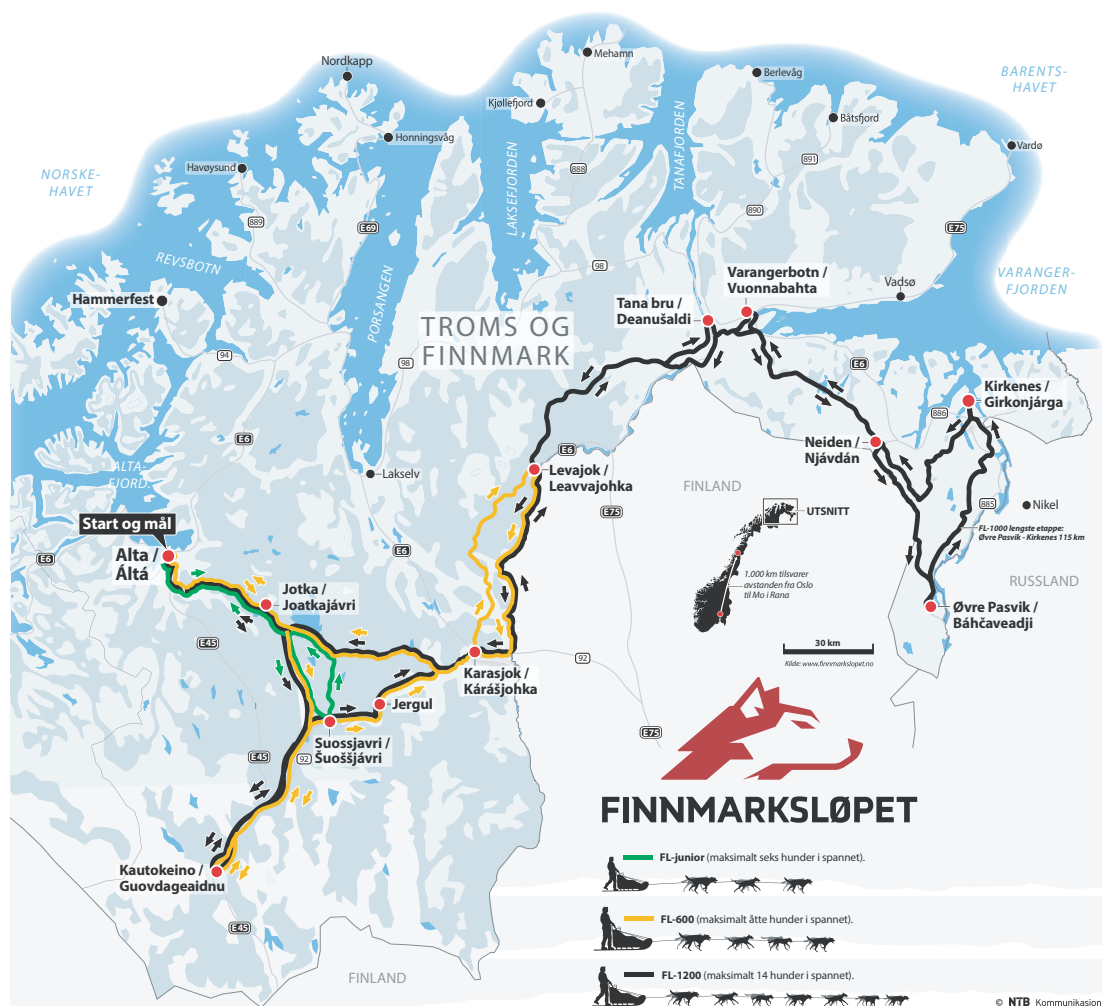 Mehamn
Nordkapp
Berlevåg
BARENTS-
HAVET
Kjøllefjord
Båtsfjord
Honningsvåg
Vardø
Havøysund
NORSKE-
HAVET
LAKSEFJORDEN
TANAFJORDEN
888
891
890
889
E69
E75
REVSBOTN
PORSANGEN
98
Hammerfest
Varangerbotn /
Vuonnabahta
Vadsø
VARANGER-
FJORDEN
Tana bru /
Deanušaldi
TROMS OG
FINNMARK
94
98
E6
Kirkenes /
Girkonjárga
886
E6
Neiden /
Njávdán
E6
Levajok /
Leavvajohka
ALTA-
FJORD.
Lakselv
FINLAND
885
Nikel
UTSNITT
E75
FL-1000 lengste etappe:
Øvre Pasvik - Kirkenes 115 km
Start og mål
E6
E6
Alta /
Áltá
1.000 km tilsvarer
avstanden fra Oslo
til Mo i Rana
RUSSLAND
Jotka /
Joatkajávri
Øvre Pasvik /
Báhčaveadji
E45
30 km
Kilde: www.finnmarkslopet.no
92
Karasjok /
Kárášjohka
Jergul
E75
Suossjavri /
Šuoššjávri
E45
92
FINNMARKSLØPET
Kautokeino /
Guovdageaidnu
FL-junior (maksimalt seks hunder i spannet).
E45
FL-600 (maksimalt åtte hunder i spannet).
FINLAND
FL-1200 (maksimalt 14 hunder i spannet).
© NTB Kommunikasjon